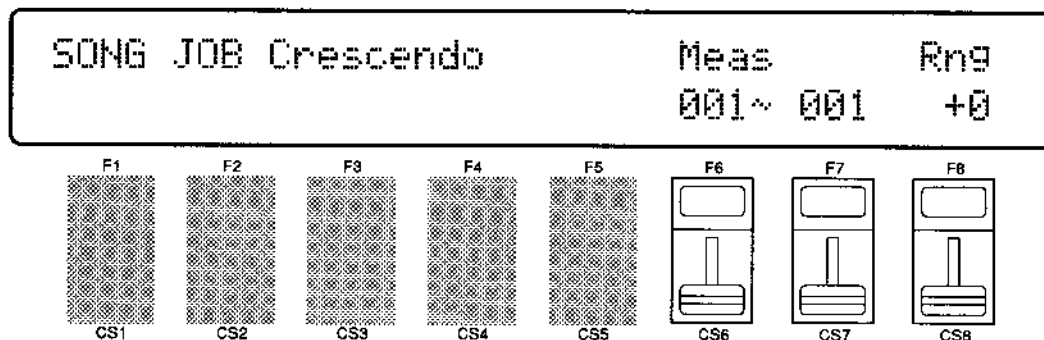 SONG JOB Crescendo Meas Rng
001~ 001 +0
F1 F2 F3 F4 F5 F6 F7 F8
CS1 CS2 CS3 CS4 CS5 CS6 CS7 CS8